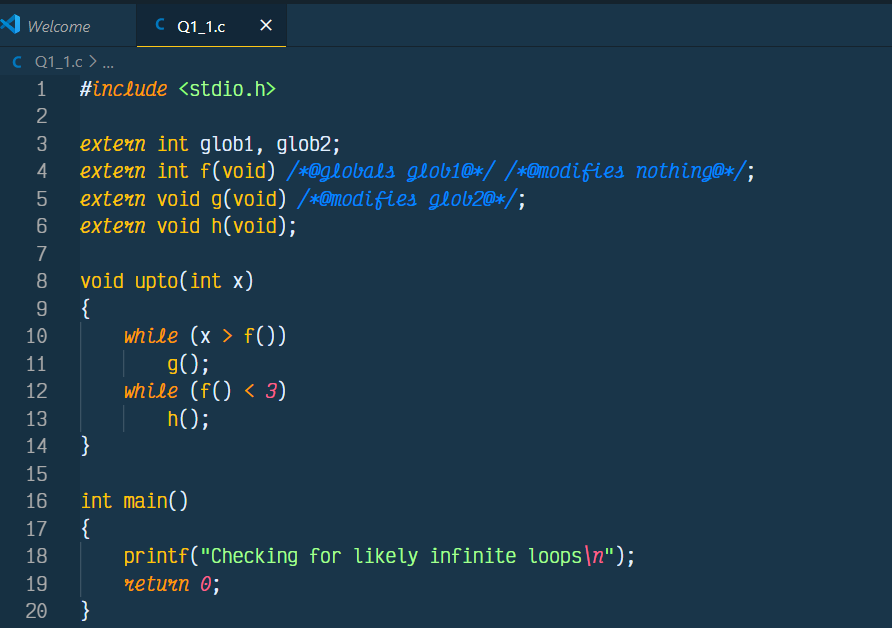 Welcome
C Q1_1.c ×
C Q1_1.c > ...
1 #include <stdio.h>
2
3 extern int glob1, glob2;
4 extern int f(void) /*@globals glob1@*/ /*@modifies nothing@*/;
5 extern void g(void) /*@modifies glob2@*/;
6 extern void h(void);
7
8 void upto(int x)
9 {
10     while (x > f())
11         g();
12     while (f() < 3)
13         h();
14 }
15
16 int main()
17 {
18     printf("Checking for likely infinite loops\n");
19     return 0;
20 }